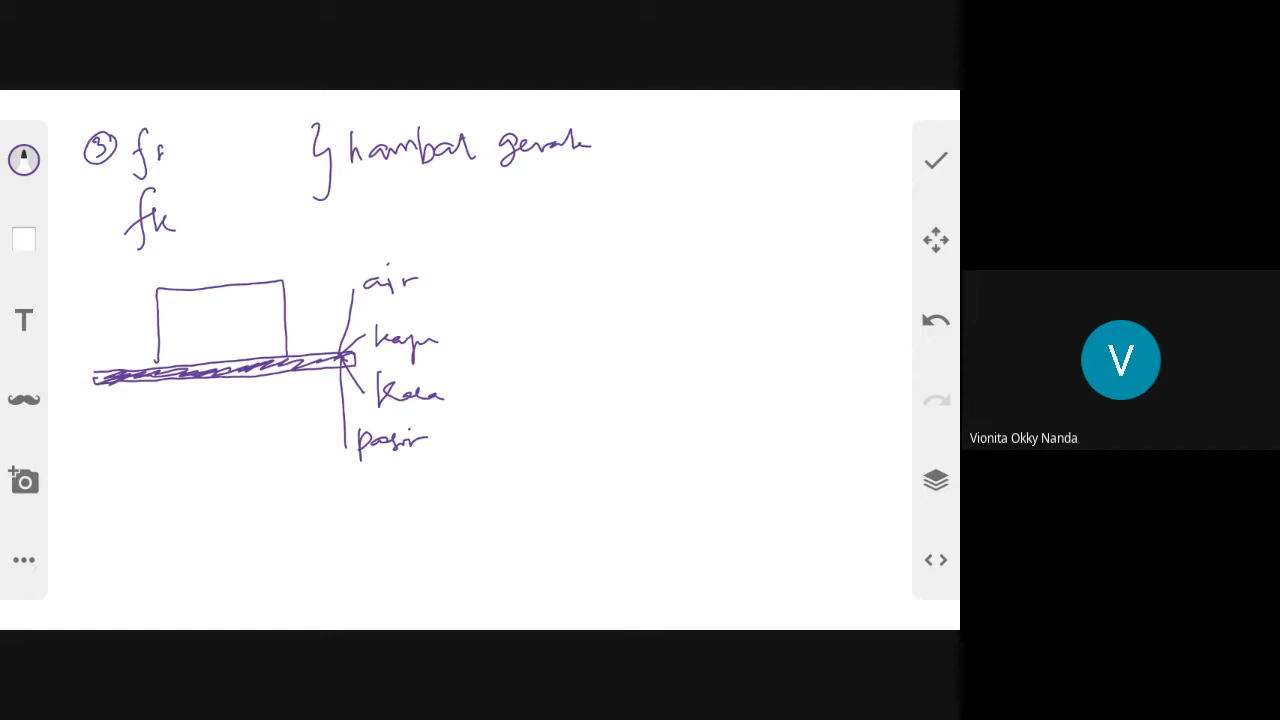 ③ fs } hambat gerak
fk
air
kayu
kaca
pasir
T
V
Vionita Okky Nanda